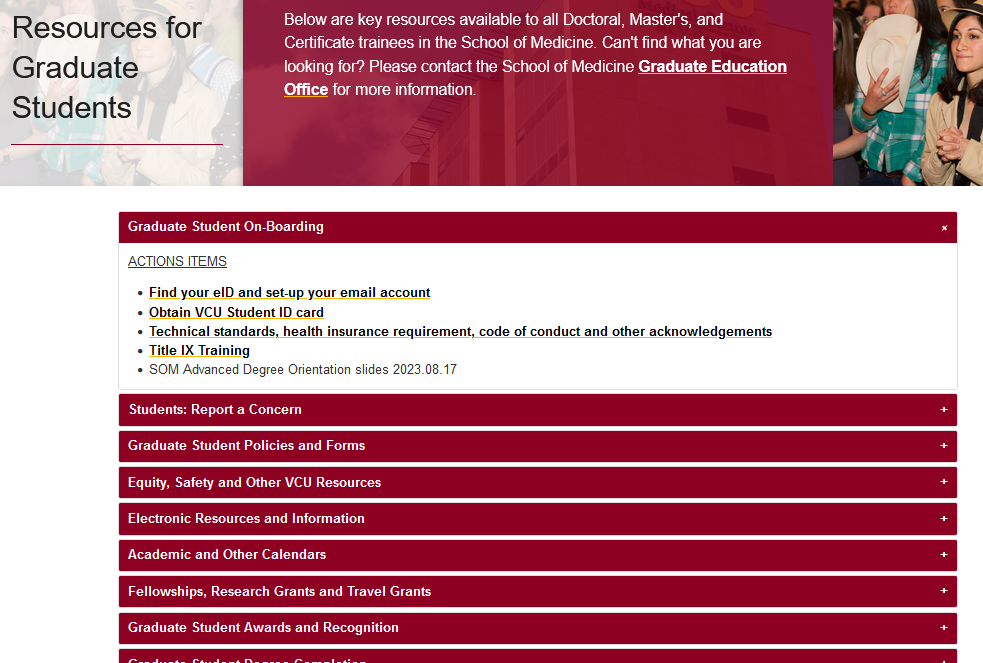 Resources for
Graduate
Students
Below are key resources available to all Doctoral, Master's, and
Certificate trainees in the School of Medicine. Can't find what you are
looking for? Please contact the School of Medicine Graduate Education
Office for more information.
Graduate Student On-Boarding
ACTIONS ITEMS
Find your eID and set-up your email account
Obtain VCU Student ID card
Technical standards, health insurance requirement, code of conduct and other acknowledgements
Title IX Training
SOM Advanced Degree Orientation slides 2023.08.17
Students: Report a Concern +
Graduate Student Policies and Forms +
Equity, Safety and Other VCU Resources +
Electronic Resources and Information +
Academic and Other Calendars +
Fellowships, Research Grants and Travel Grants +
Graduate Student Awards and Recognition +
Graduate Student Degree Completion